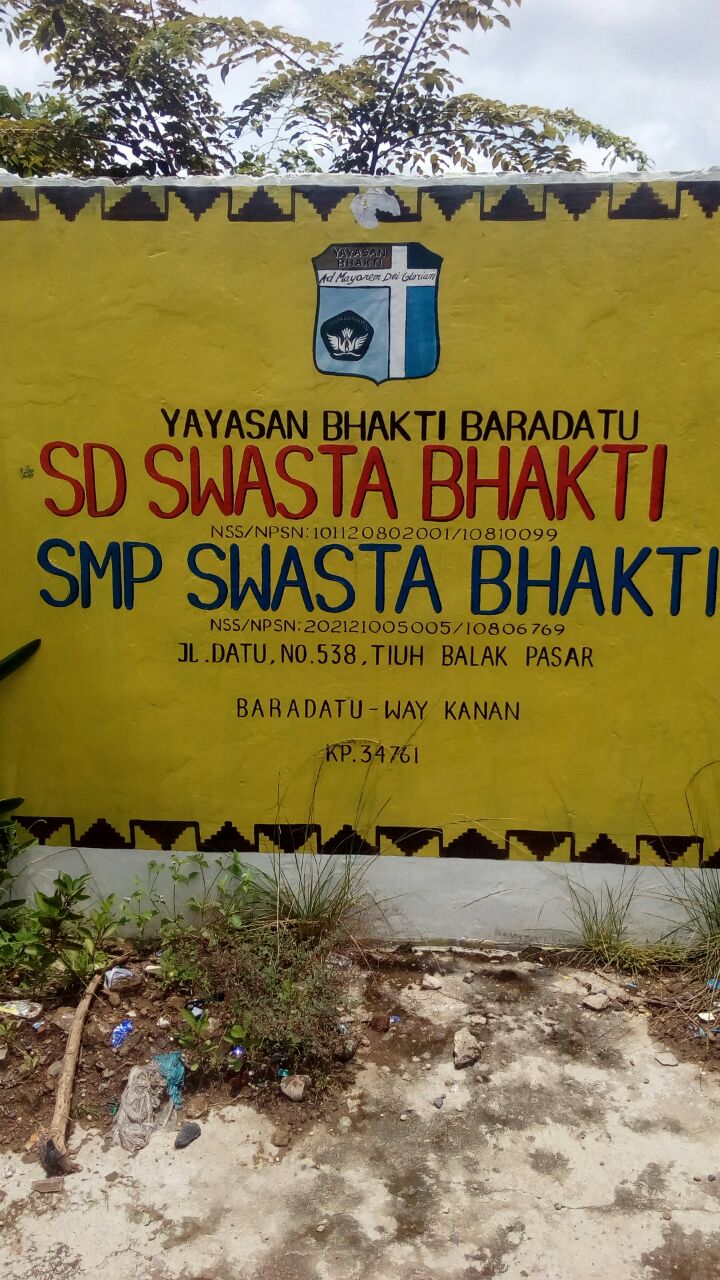 YAYASAN
BHAKTI
Ad Mayorem Dei Gloriam
YAYASAN BHAKTI BARADATU
SD SWASTA BHAKTI
NSS/NPSN:101120802001/10810099
SMP SWASTA BHAKTI
NSS/NPSN:202121005005/10806769
JL.DATU,NO.538,TIUH BALAK PASAR
BARADATU-WAY KANAN
KP.34761